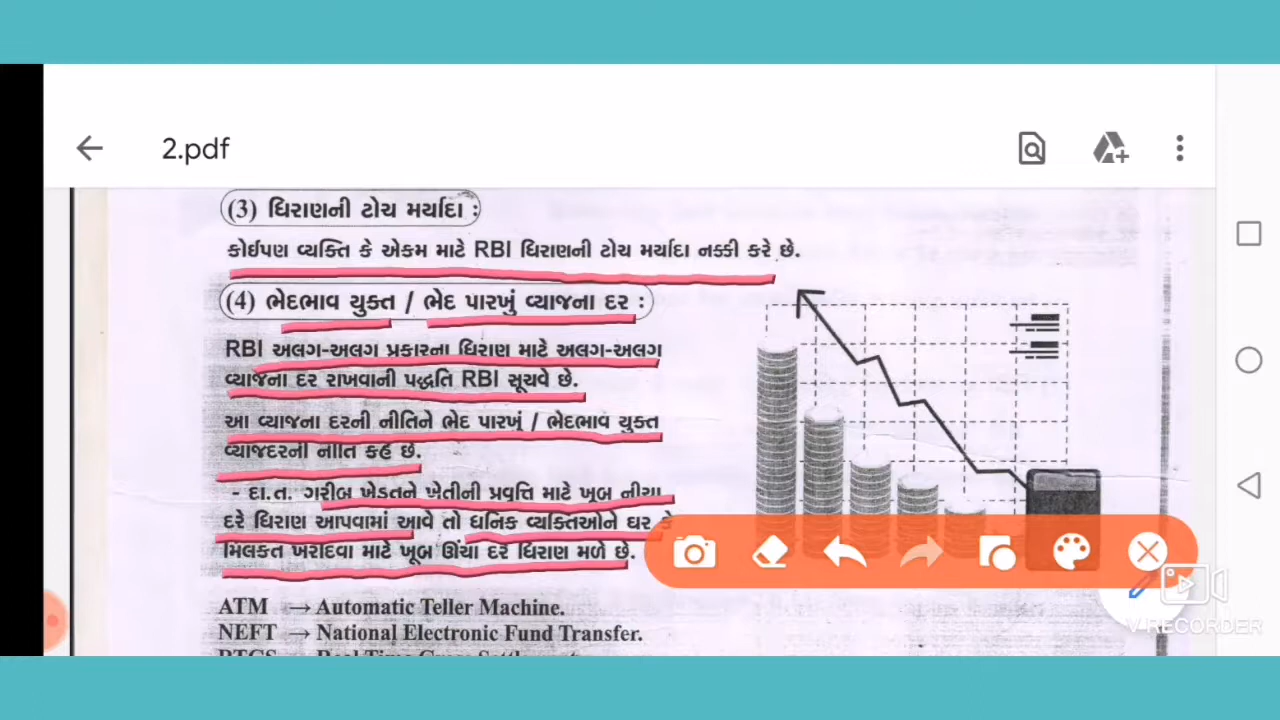 2.pdf
(3) ધિરાણની ટોચ મર્યાદા :
કોઈપણ વ્યક્તિ કે એકમ માટે RBI ધિરાણની ટોચ મર્યાદા નક્કી કરે છે.
(4) ભેદભાવ યુક્ત / ભેદ પારખું વ્યાજના દર :
RBI અલગ-અલગ પ્રકારના ધિરાણ માટે અલગ-અલગ
વ્યાજના દર રાખવાની પદ્ધતિ RBI સૂચવે છે.
આ વ્યાજના દરની નીતિને ભેદ પારખું / ભેદભાવ યુક્ત
વ્યાજદરની નીતિ કહે છે.
- દા.ત. ગરીબ ખેડૂતને ખેતીની પ્રવૃત્તિ માટે ખૂબ નીચા
દરે ધિરાણ આપવામાં આવે તો ધનિક વ્યક્તિઓને ઘર કે
મિલકત ખરીદવા માટે ખૂબ ઊંચા દરે ધિરાણ મળે છે.
ATM → Automatic Teller Machine.
NEFT → National Electronic Fund Transfer.
V RECORDER